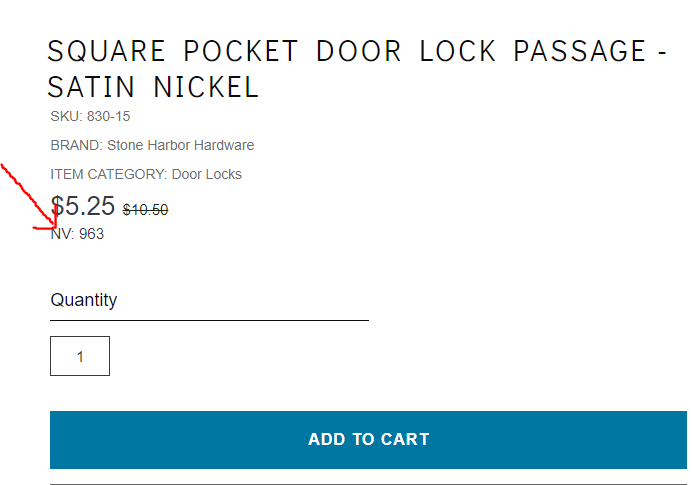 SQUARE POCKET DOOR LOCK PASSAGE -
SATIN NICKEL
SKU: 830-15
BRAND: Stone Harbor Hardware
ITEM CATEGORY: Door Locks
$5.25 $10.50
NV: 963
Quantity
1
ADD TO CART